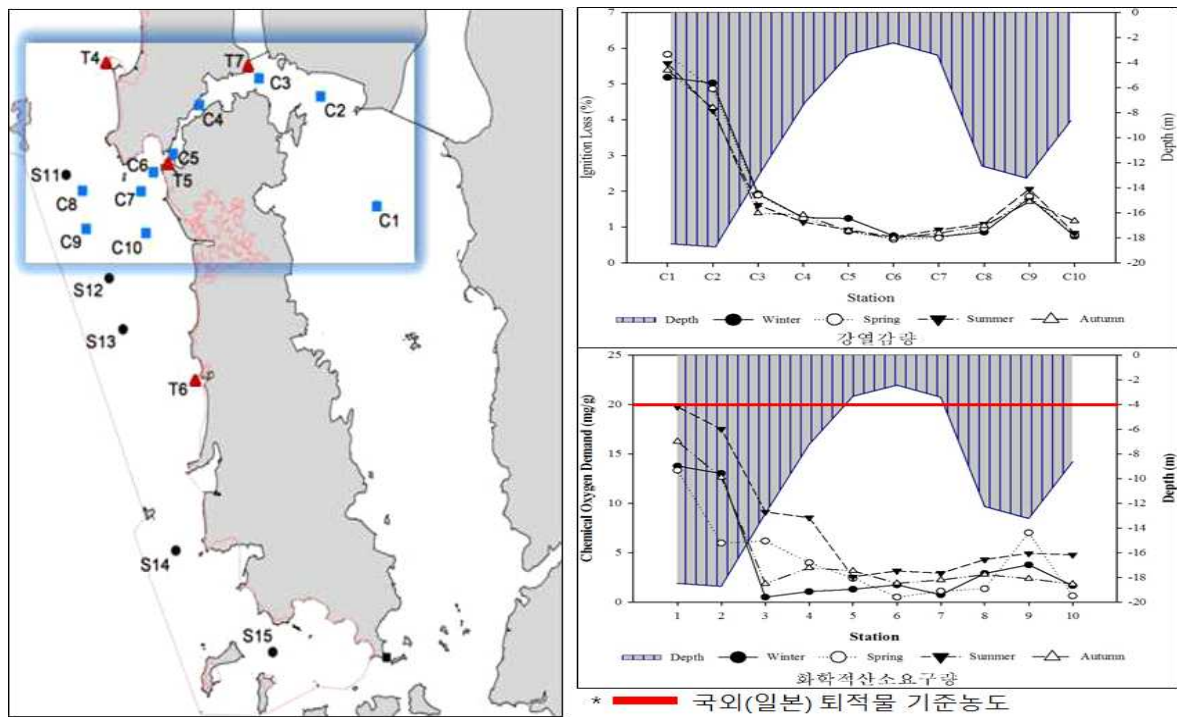 T4
T7
C3
C2
C4
C5
C6
T5
S11
C8
C7
C1
C9
C10
S12
S13
T6
S14
S15
7
6
5
4
3
2
1
0
Ignition Loss (%)
0
-2
-4
-6
-8
-10
-12
-14
-16
-18
-20
Depth (m)
C1 C2 C3 C4 C5 C6 C7 C8 C9 C10
Station
Depth Winter Spring Summer Autumn
강열감량
25
20
15
10
5
0
Chemical Oxygen Demand (mg/g)
0
-2
-4
-6
-8
-10
-12
-14
-16
-18
-20
Depth (m)
1 2 3 4 5 6 7 8 9 10
Station
Depth Winter Spring Summer Autumn
화학적산소요구량
* 국외(일본) 퇴적물 기준농도